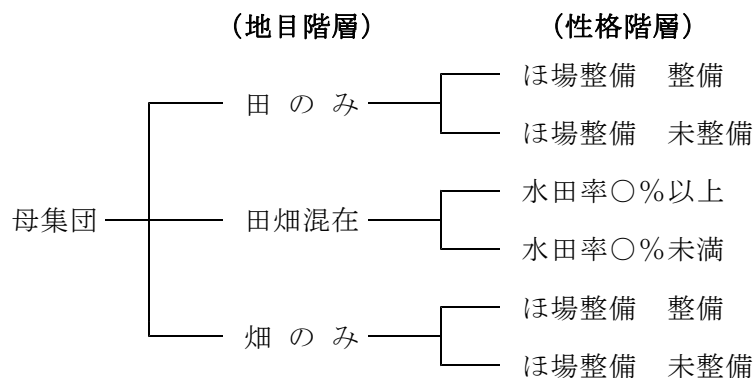 (地目階層) (性格階層)
ほ場整備　整備
田 の み
ほ場整備　未整備
水田率○%以上
母集団 田畑混在
水田率○%未満
ほ場整備　整備
畑 の み
ほ場整備　未整備